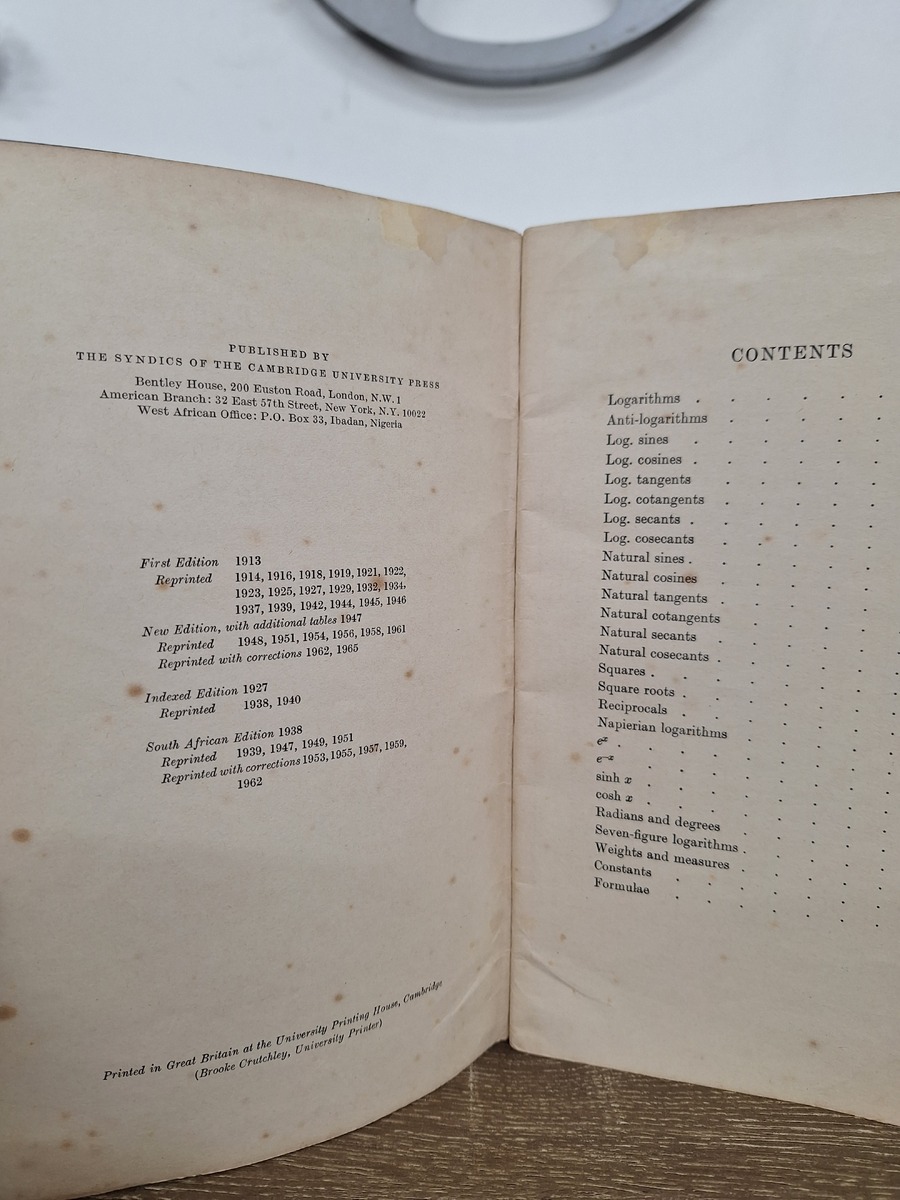 PUBLISHED BY
THE SYNDICS OF THE CAMBRIDGE UNIVERSITY PRESS
Bentley House, 200 Euston Road, London, N.W. 1
American Branch: 32 East 57th Street, New York, N.Y. 10022
West African Office: P.O. Box 33, Ibadan, Nigeria
First Edition 1913
Reprinted 1914, 1916, 1918, 1919, 1921, 1922,
1923, 1925, 1927, 1929, 1932, 1934,
1937, 1939, 1942, 1944, 1945, 1946
New Edition, with additional tables 1947
Reprinted 1948, 1951, 1954, 1956, 1958, 1961
Reprinted with corrections 1962, 1965
Indexed Edition 1927
Reprinted 1938, 1940
South African Edition 1938
Reprinted 1939, 1947, 1949, 1951
Reprinted with corrections 1953, 1955, 1957, 1959,
1962
Printed in Great Britain at the University Printing House, Cambridge
(Brooke Crutchley, University Printer)
CONTENTS
Logarithms . . . . .
Anti-logarithms . . . .
Log. sines . . . . .
Log. cosines . . . . .
Log. tangents . . . .
Log. cotangents . . . .
Log. secants . . . . .
Log. cosecants . . . .
Natural sines . . . . .
Natural cosines . . . .
Natural tangents . . . .
Natural cotangents . . . .
Natural secants . . . .
Natural cosecants . . . .
Squares . . . . .
Square roots . . . . .
Reciprocals . . . . .
Napierian logarithms . . . .
eˣ . . . . .
e⁻ˣ . . . . .
sinh x . . . . .
cosh x . . . . .
Radians and degrees . . . .
Seven-figure logarithms . . . .
Weights and measures . . . .
Constants . . . . .
Formulae . . . . .